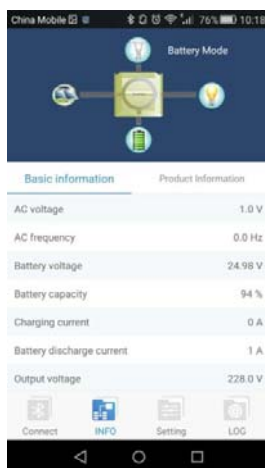 China Mobile 76% 10:18
Battery Mode
Basic information Product Information
AC voltage 1.0 V
AC frequency 0.0 Hz
Battery voltage 24.98 V
Battery capacity 94 %
Charging current 0 A
Battery discharge current 1 A
Output voltage 228.0 V
Connect INFO Setting LOG